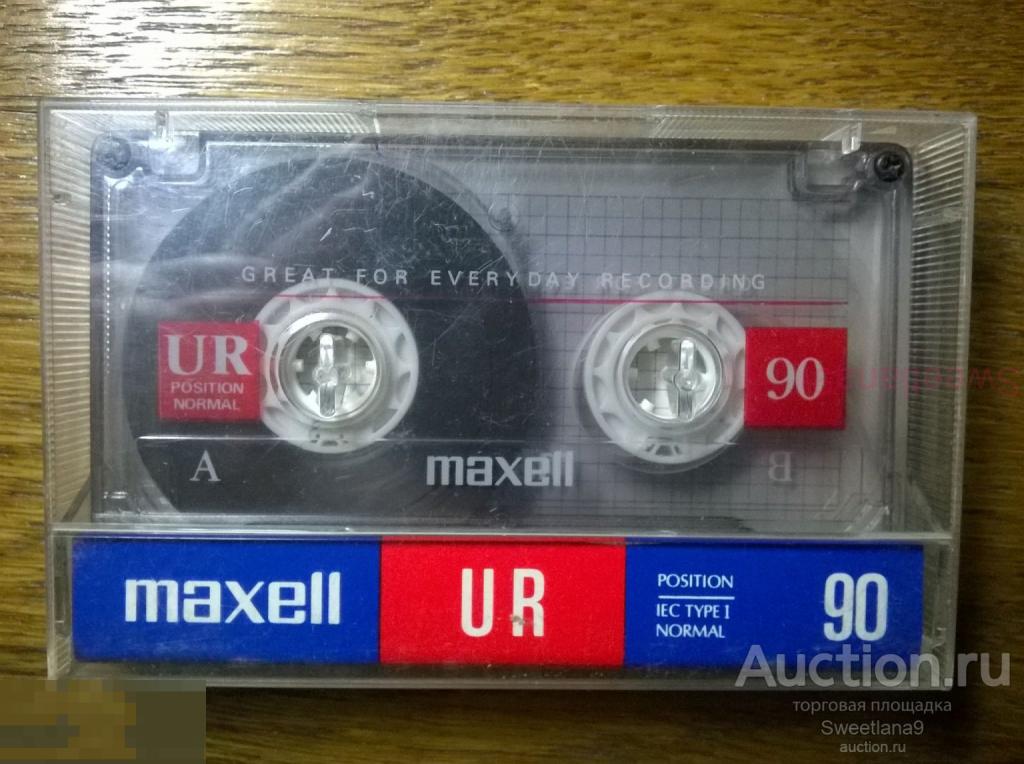 GREAT FOR EVERYDAY RECORDING
UR
POSITION
NORMAL
90
A
maxell
B
maxell
UR
POSITION
IEC TYPE I
NORMAL
90
Auction.ru
торговая площадка
Sweetlana9
auction.ru